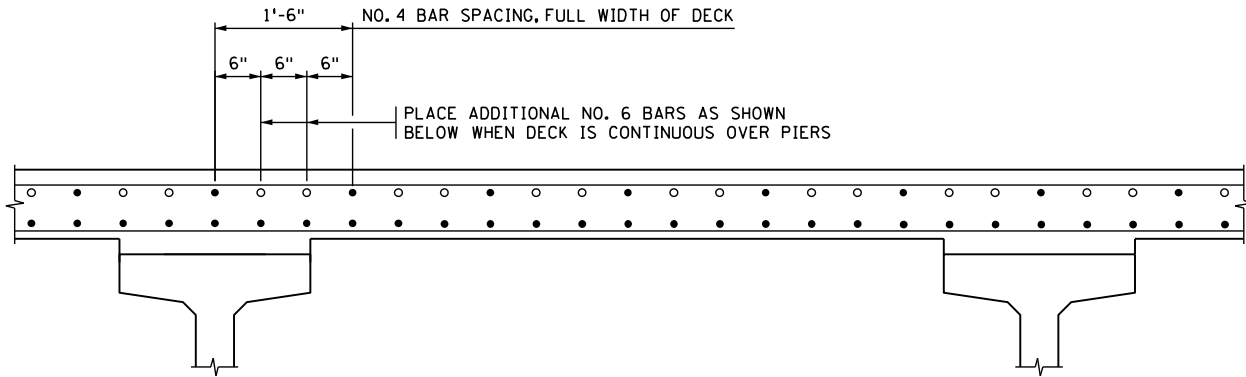 1'-6" NO. 4 BAR SPACING, FULL WIDTH OF DECK
6" 6" 6"
PLACE ADDITIONAL NO. 6 BARS AS SHOWN
BELOW WHEN DECK IS CONTINUOUS OVER PIERS